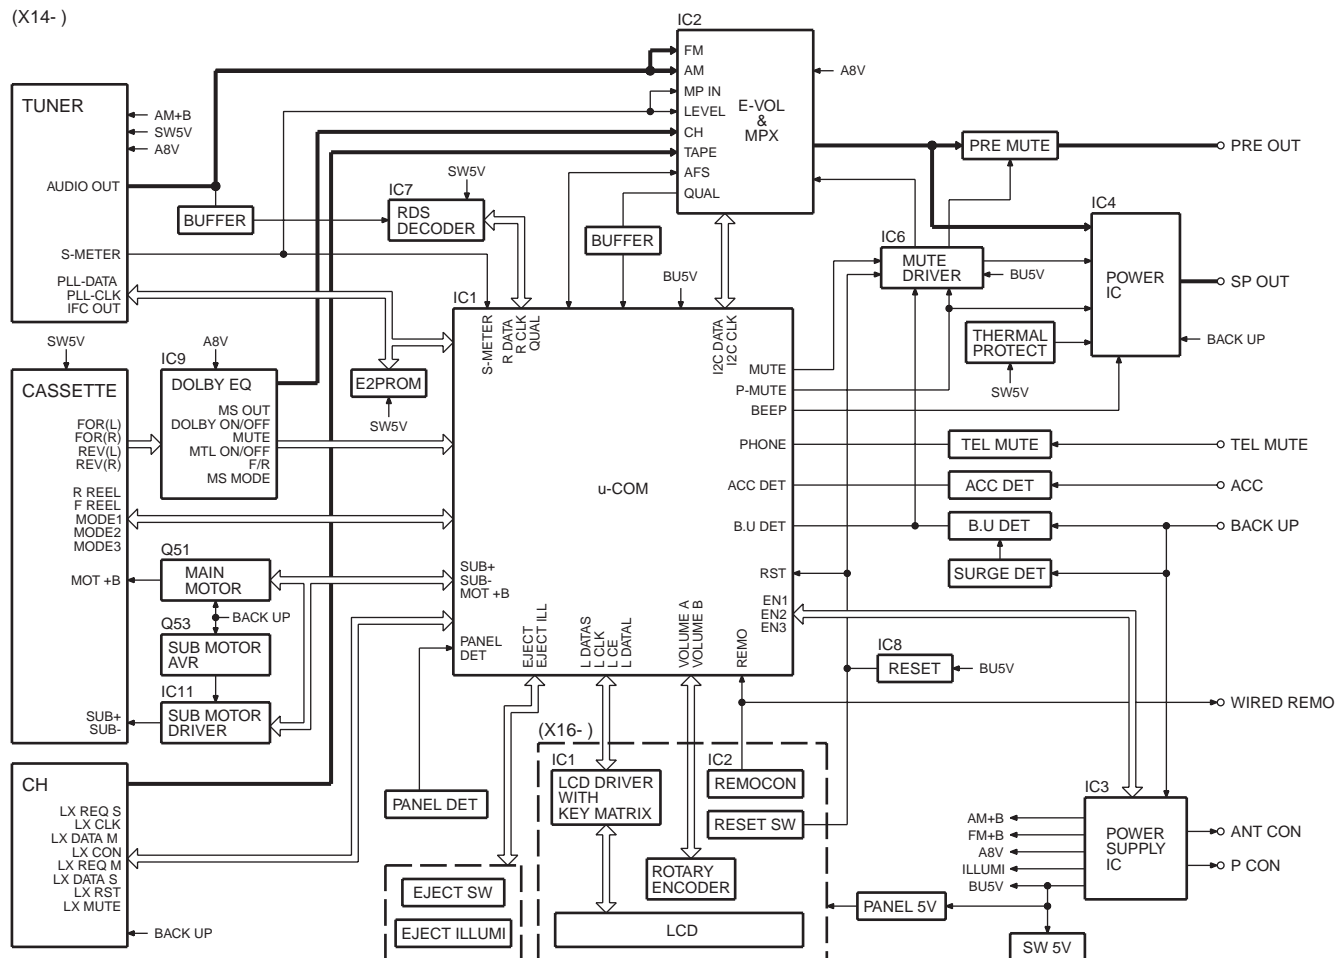 (X14- )
TUNER
AM+B
SW5V
A8V
AUDIO OUT
S-METER
PLL-DATA
PLL-CLK
IFC OUT
BUFFER
SW5V
IC7
RDS
DECODER
IC2
FM
AM
MP IN
LEVEL
CH
TAPE
AFS
QUAL
E-VOL
&
MPX
A8V
BUFFER
PRE MUTE
PRE OUT
IC6
MUTE
DRIVER
BU5V
IC4
POWER
IC
SP OUT
BACK UP
THERMAL
PROTECT
SW5V
SW5V
CASSETTE
FOR(L)
FOR(R)
REV(L)
REV(R)
R REEL
F REEL
MODE1
MODE2
MODE3
MOT +B
SUB+
SUB-
A8V
IC9
DOLBY EQ
MS OUT
DOLBY ON/OFF
MUTE
MTL ON/OFF
F/R
MS MODE
E2PROM
SW5V
Q51
MAIN
MOTOR
BACK UP
Q53
SUB MOTOR
AVR
IC11
SUB MOTOR
DRIVER
BU5V
IC1
S-METER
R DATA
R CLK
QUAL
I2C DATA
I2C CLK
u-COM
MUTE
P-MUTE
BEEP
PHONE
ACC DET
B.U DET
RST
EN1
EN2
EN3
SUB+
SUB-
MOT +B
PANEL
DET
EJECT
EJECT ILL
L DATAS
L CLK
L CE
L DATAL
VOLUME A
VOLUME B
REMO
TEL MUTE
TEL MUTE
ACC DET
ACC
B.U DET
BACK UP
SURGE DET
IC8
RESET
BU5V
WIRED REMO
CH
LX REQ S
LX CLK
LX DATA M
LX CON
LX REQ M
LX DATA S
LX RST
LX MUTE
BACK UP
PANEL DET
EJECT SW
EJECT ILLUMI
(X16- )
IC1
LCD DRIVER
WITH
KEY MATRIX
IC2
REMOCON
RESET SW
ROTARY
ENCODER
LCD
IC3
POWER
SUPPLY
IC
AM+B
FM+B
A8V
ILLUMI
BU5V
ANT CON
P CON
PANEL 5V
SW 5V